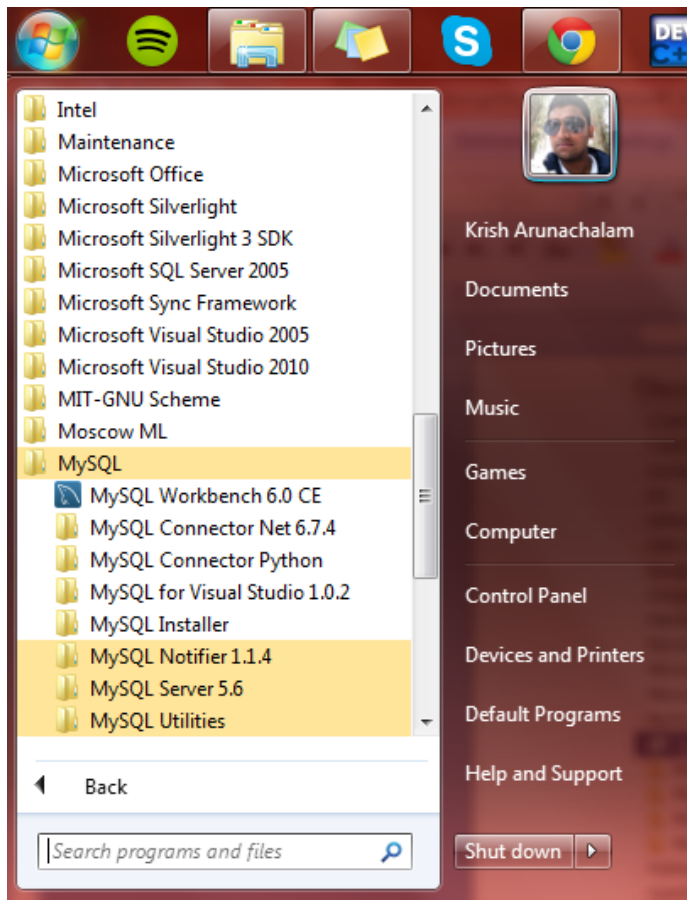 DEV
C++
Intel
Maintenance
Microsoft Office
Microsoft Silverlight
Microsoft Silverlight 3 SDK
Microsoft SQL Server 2005
Microsoft Sync Framework
Microsoft Visual Studio 2005
Microsoft Visual Studio 2010
MIT-GNU Scheme
Moscow ML
MySQL
MySQL Workbench 6.0 CE
MySQL Connector Net 6.7.4
MySQL Connector Python
MySQL for Visual Studio 1.0.2
MySQL Installer
MySQL Notifier 1.1.4
MySQL Server 5.6
MySQL Utilities
Back
Search programs and files
Krish Arunachalam
Documents
Pictures
Music
Games
Computer
Control Panel
Devices and Printers
Default Programs
Help and Support
Shut down